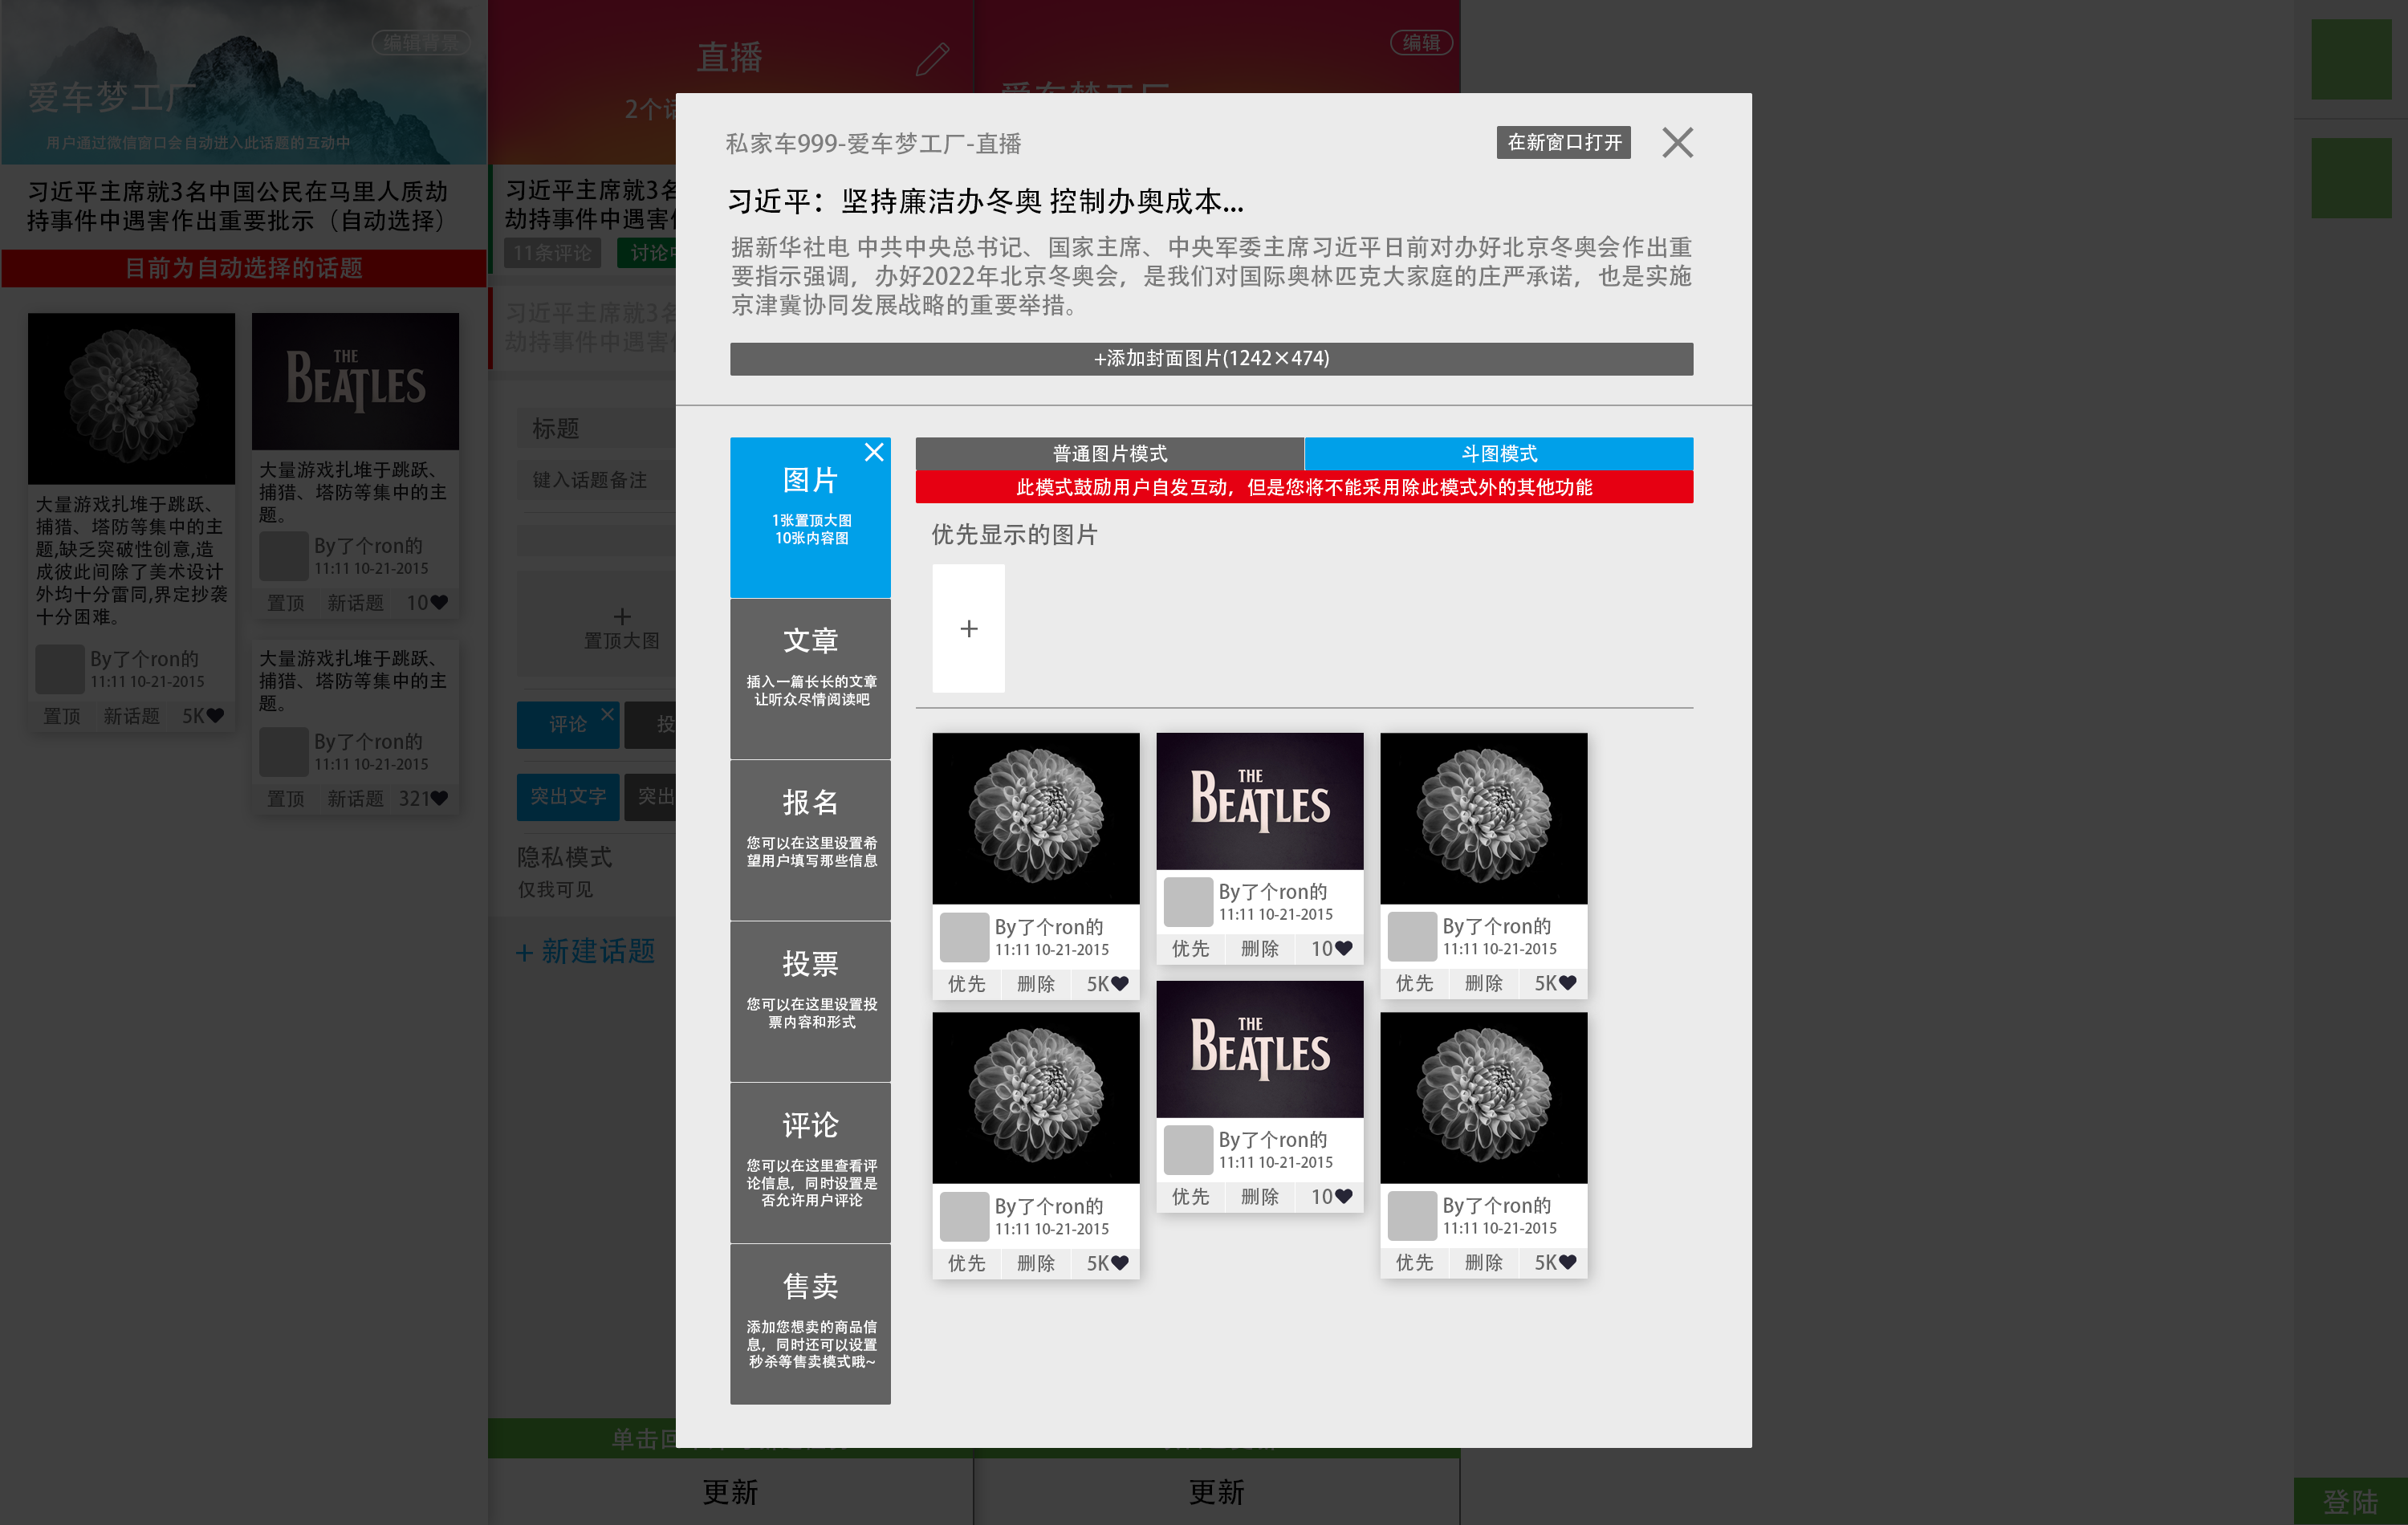 编辑背景
爱车梦工厂
用户通过微信窗口会自动进入此话题的互动中
习近平主席就3名中国公民在马里人质劫
持事件中遇害作出重要批示（自动选择）
目前为自动选择的话题
大量游戏扎堆于跳跃、
捕猎、塔防等集中的主
题,缺乏突破性创意,造
成彼此间除了美术设计
外均十分雷同,界定抄袭
十分困难。
By了个ron的
11:11 10-21-2015
置顶 新话题 5K
THE
BEATLES
大量游戏扎堆于跳跃、
捕猎、塔防等集中的主
题。
By了个ron的
11:11 10-21-2015
置顶 新话题 10
大量游戏扎堆于跳跃、
捕猎、塔防等集中的主
题。
By了个ron的
11:11 10-21-2015
置顶 新话题 321
直播
2个话
习近平主席就3名
劫持事件中遇害
11条评论 讨论中
习近平主席就3名
劫持事件中遇害
标题
键入话题备注
+
置顶大图
评论 投
突出文字 突出
隐私模式
仅我可见
+ 新建话题
单击回
更新
编辑
爱车梦工厂
更新
登陆
私家车999-爱车梦工厂-直播
在新窗口打开
习近平：坚持廉洁办冬奥 控制办奥成本...
据新华社电 中共中央总书记、国家主席、中央军委主席习近平日前对办好北京冬奥会作出重
要指示强调，办好2022年北京冬奥会，是我们对国际奥林匹克大家庭的庄严承诺，也是实施
京津冀协同发展战略的重要举措。
+添加封面图片(1242×474)
图片
1张置顶大图
10张内容图
文章
插入一篇长长的文章
让听众尽情阅读吧
报名
您可以在这里设置希
望用户填写那些信息
投票
您可以在这里设置投
票内容和形式
评论
您可以在这里查看评
论信息，同时设置是
否允许用户评论
售卖
添加您想卖的商品信
息，同时还可以设置
秒杀等售卖模式哦~
普通图片模式 斗图模式
此模式鼓励用户自发互动，但是您将不能采用除此模式外的其他功能
优先显示的图片
+
By了个ron的
11:11 10-21-2015
优先 删除 5K
THE
BEATLES
By了个ron的
11:11 10-21-2015
优先 删除 10
By了个ron的
11:11 10-21-2015
优先 删除 5K
By了个ron的
11:11 10-21-2015
优先 删除 5K
THE
BEATLES
By了个ron的
11:11 10-21-2015
优先 删除 10
By了个ron的
11:11 10-21-2015
优先 删除 5K